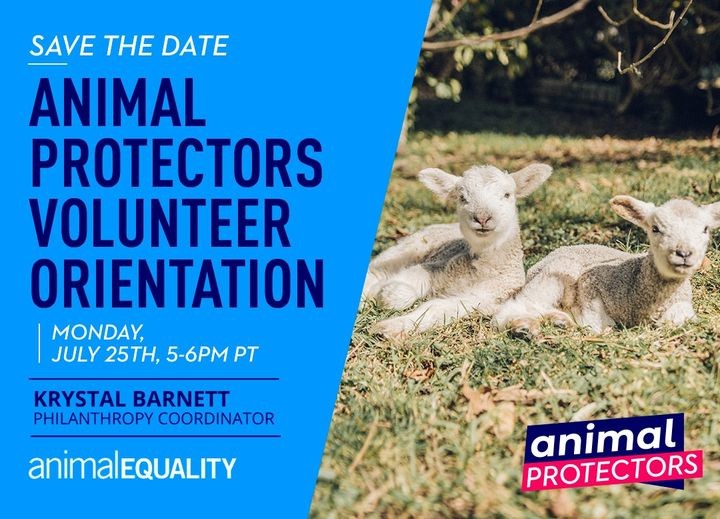 SAVE THE DATE
ANIMAL
PROTECTORS
VOLUNTEER
ORIENTATION
MONDAY,
JULY 25TH, 5-6PM PT
KRYSTAL BARNETT
PHILANTHROPY COORDINATOR
animalEQUALITY
animal
PROTECTORS